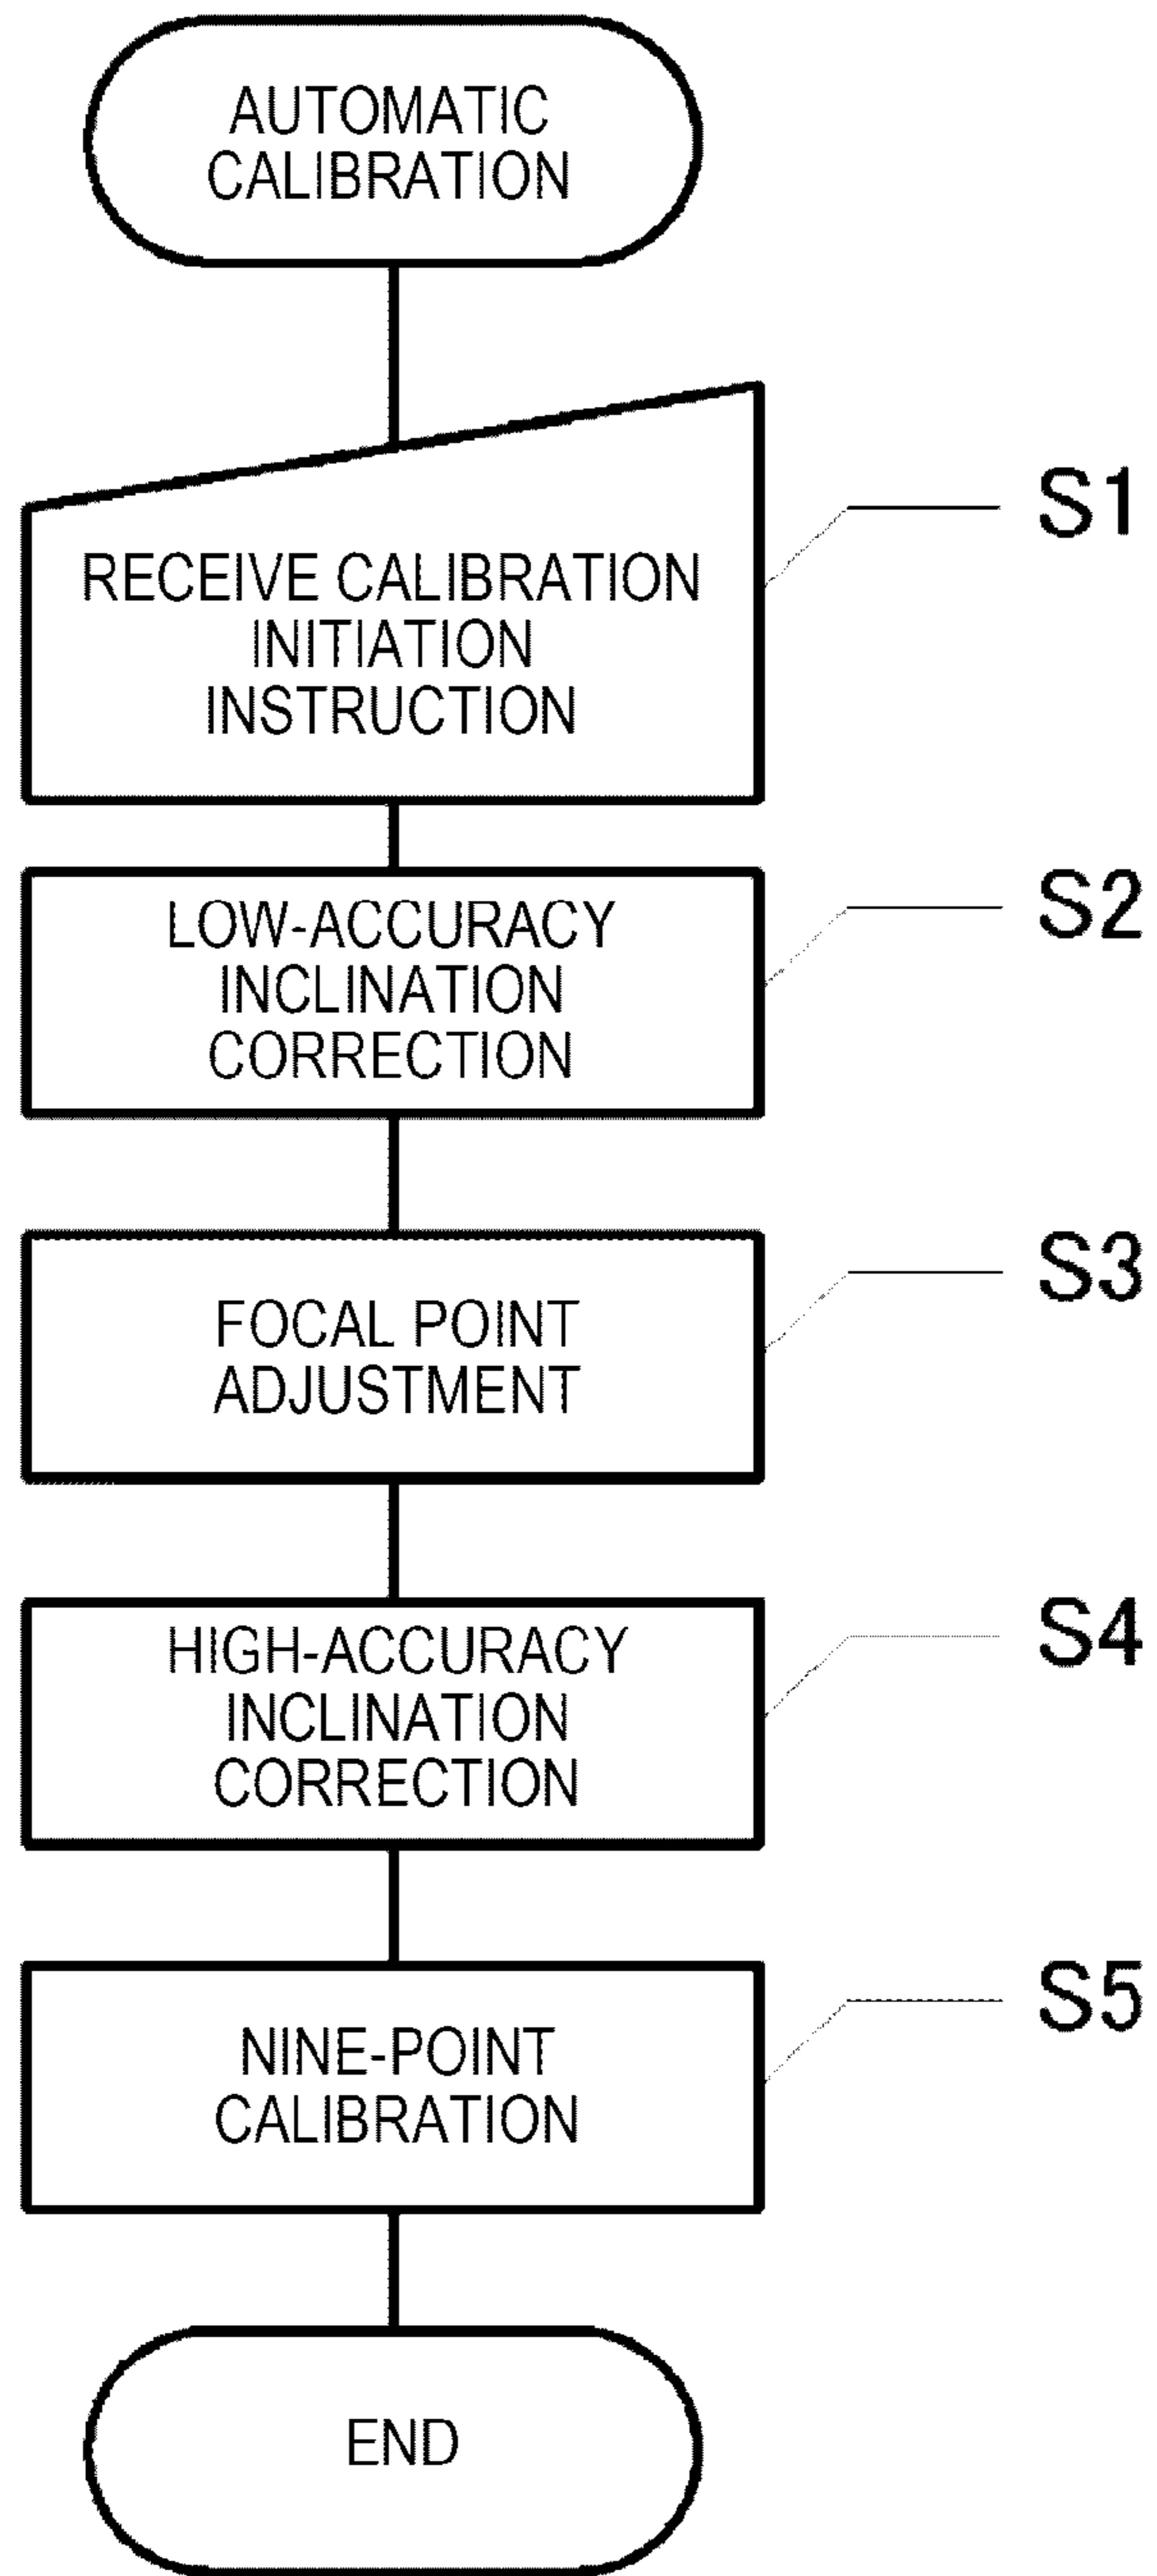 AUTOMATIC
CALIBRATION
RECEIVE CALIBRATION
INITIATION
INSTRUCTION
S1
LOW-ACCURACY
INCLINATION
CORRECTION
S2
FOCAL POINT
ADJUSTMENT
S3
HIGH-ACCURACY
INCLINATION
CORRECTION
S4
NINE-POINT
CALIBRATION
S5
END